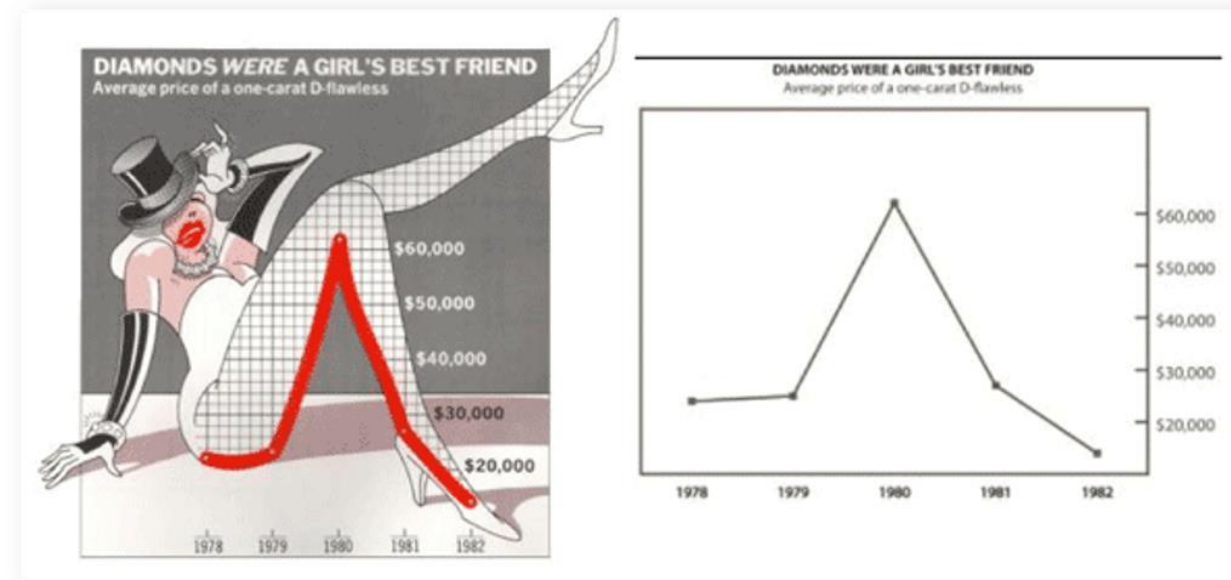 DIAMONDS WERE A GIRL'S BEST FRIEND
Average price of a one-carat D-flawless
$60,000
$50,000
$40,000
$30,000
$20,000
1978 1979 1980 1981 1982
DIAMONDS WERE A GIRL'S BEST FRIEND
Average price of a one-carat D-flawless
$60,000
$50,000
$40,000
$30,000
$20,000
1978 1979 1980 1981 1982